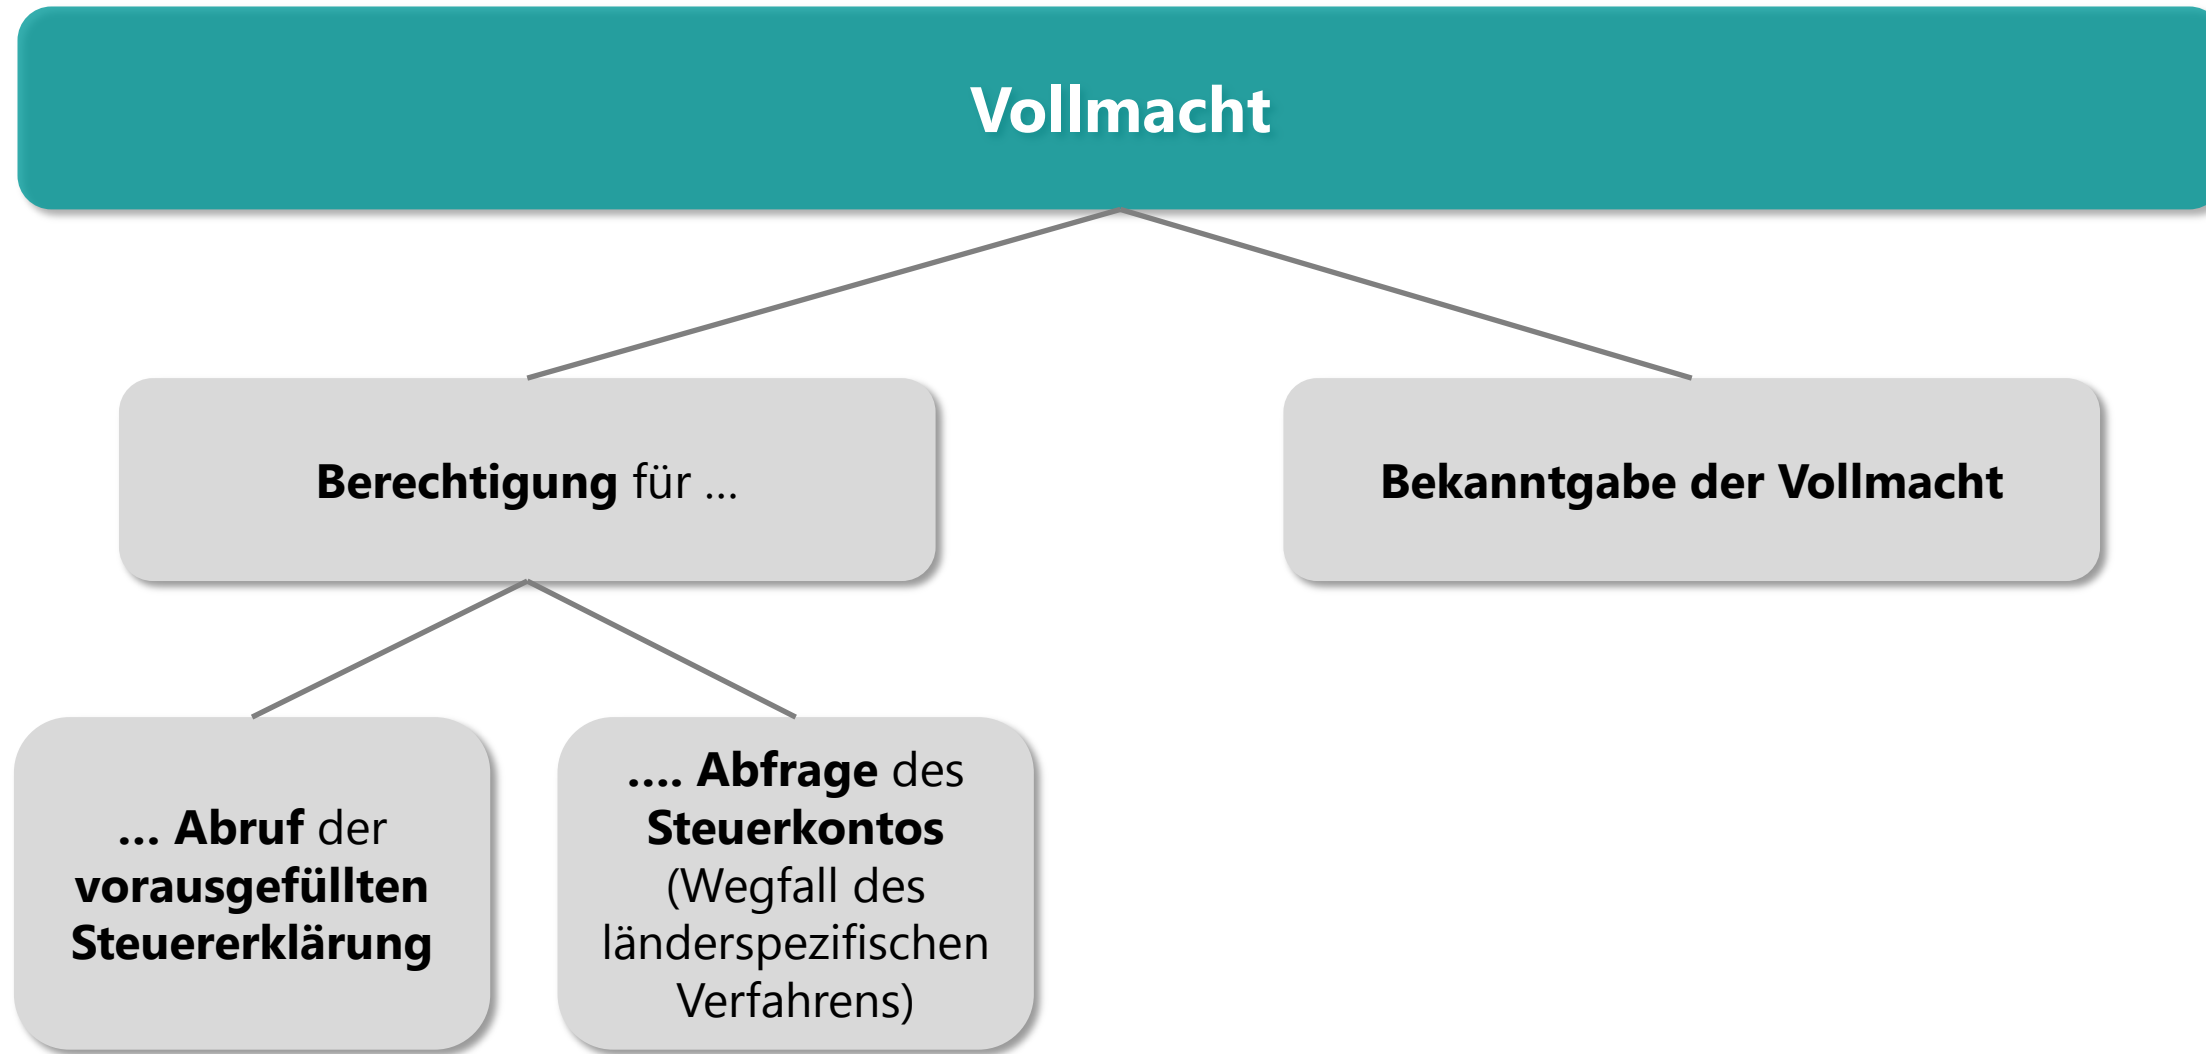 Vollmacht
Berechtigung für ...
Bekanntgabe der Vollmacht
... Abruf der
vorausgefüllten
Steuererklärung
.... Abfrage des
Steuerkontos
(Wegfall des
länderspezifischen
Verfahrens)